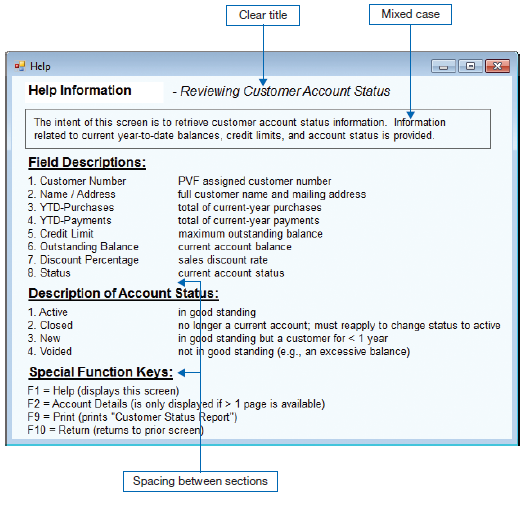 Clear title
Mixed case
Help
Help Information - Reviewing Customer Account Status
The intent of this screen is to retrieve customer account status information. Information
related to current year-to-date balances, credit limits, and account status is provided.
Field Descriptions:
1. Customer Number PVF assigned customer number
2. Name / Address full customer name and mailing address
3. YTD-Purchases total of current-year purchases
4. YTD-Payments total of current-year payments
5. Credit Limit maximum outstanding balance
6. Outstanding Balance current account balance
7. Discount Percentage sales discount rate
8. Status current account status
Description of Account Status:
1. Active in good standing
2. Closed no longer a current account; must reapply to change status to active
3. New in good standing but a customer for < 1 year
4. Voided not in good standing (e.g., an excessive balance)
Special Function Keys:
F1 = Help (displays this screen)
F2 = Account Details (is only displayed if > 1 page is available)
F9 = Print (prints "Customer Status Report")
F10 = Return (returns to prior screen)
Spacing between sections